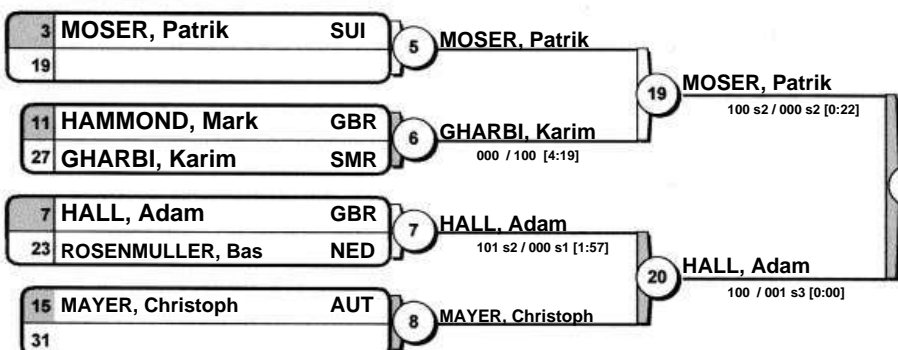 3 MOSER, Patrik SUI
19
5 MOSER, Patrik
11 HAMMOND, Mark GBR
27 GHARBI, Karim SMR
6 GHARBI, Karim
000 / 100 [4:19]
19 MOSER, Patrik
100 s2 / 000 s2 [0:22]
7 HALL, Adam GBR
23 ROSENMULLER, Bas NED
7 HALL, Adam
101 s2 / 000 s1 [1:57]
15 MAYER, Christoph AUT
31
8 MAYER, Christoph
20 HALL, Adam
100 / 001 s3 [0:00]